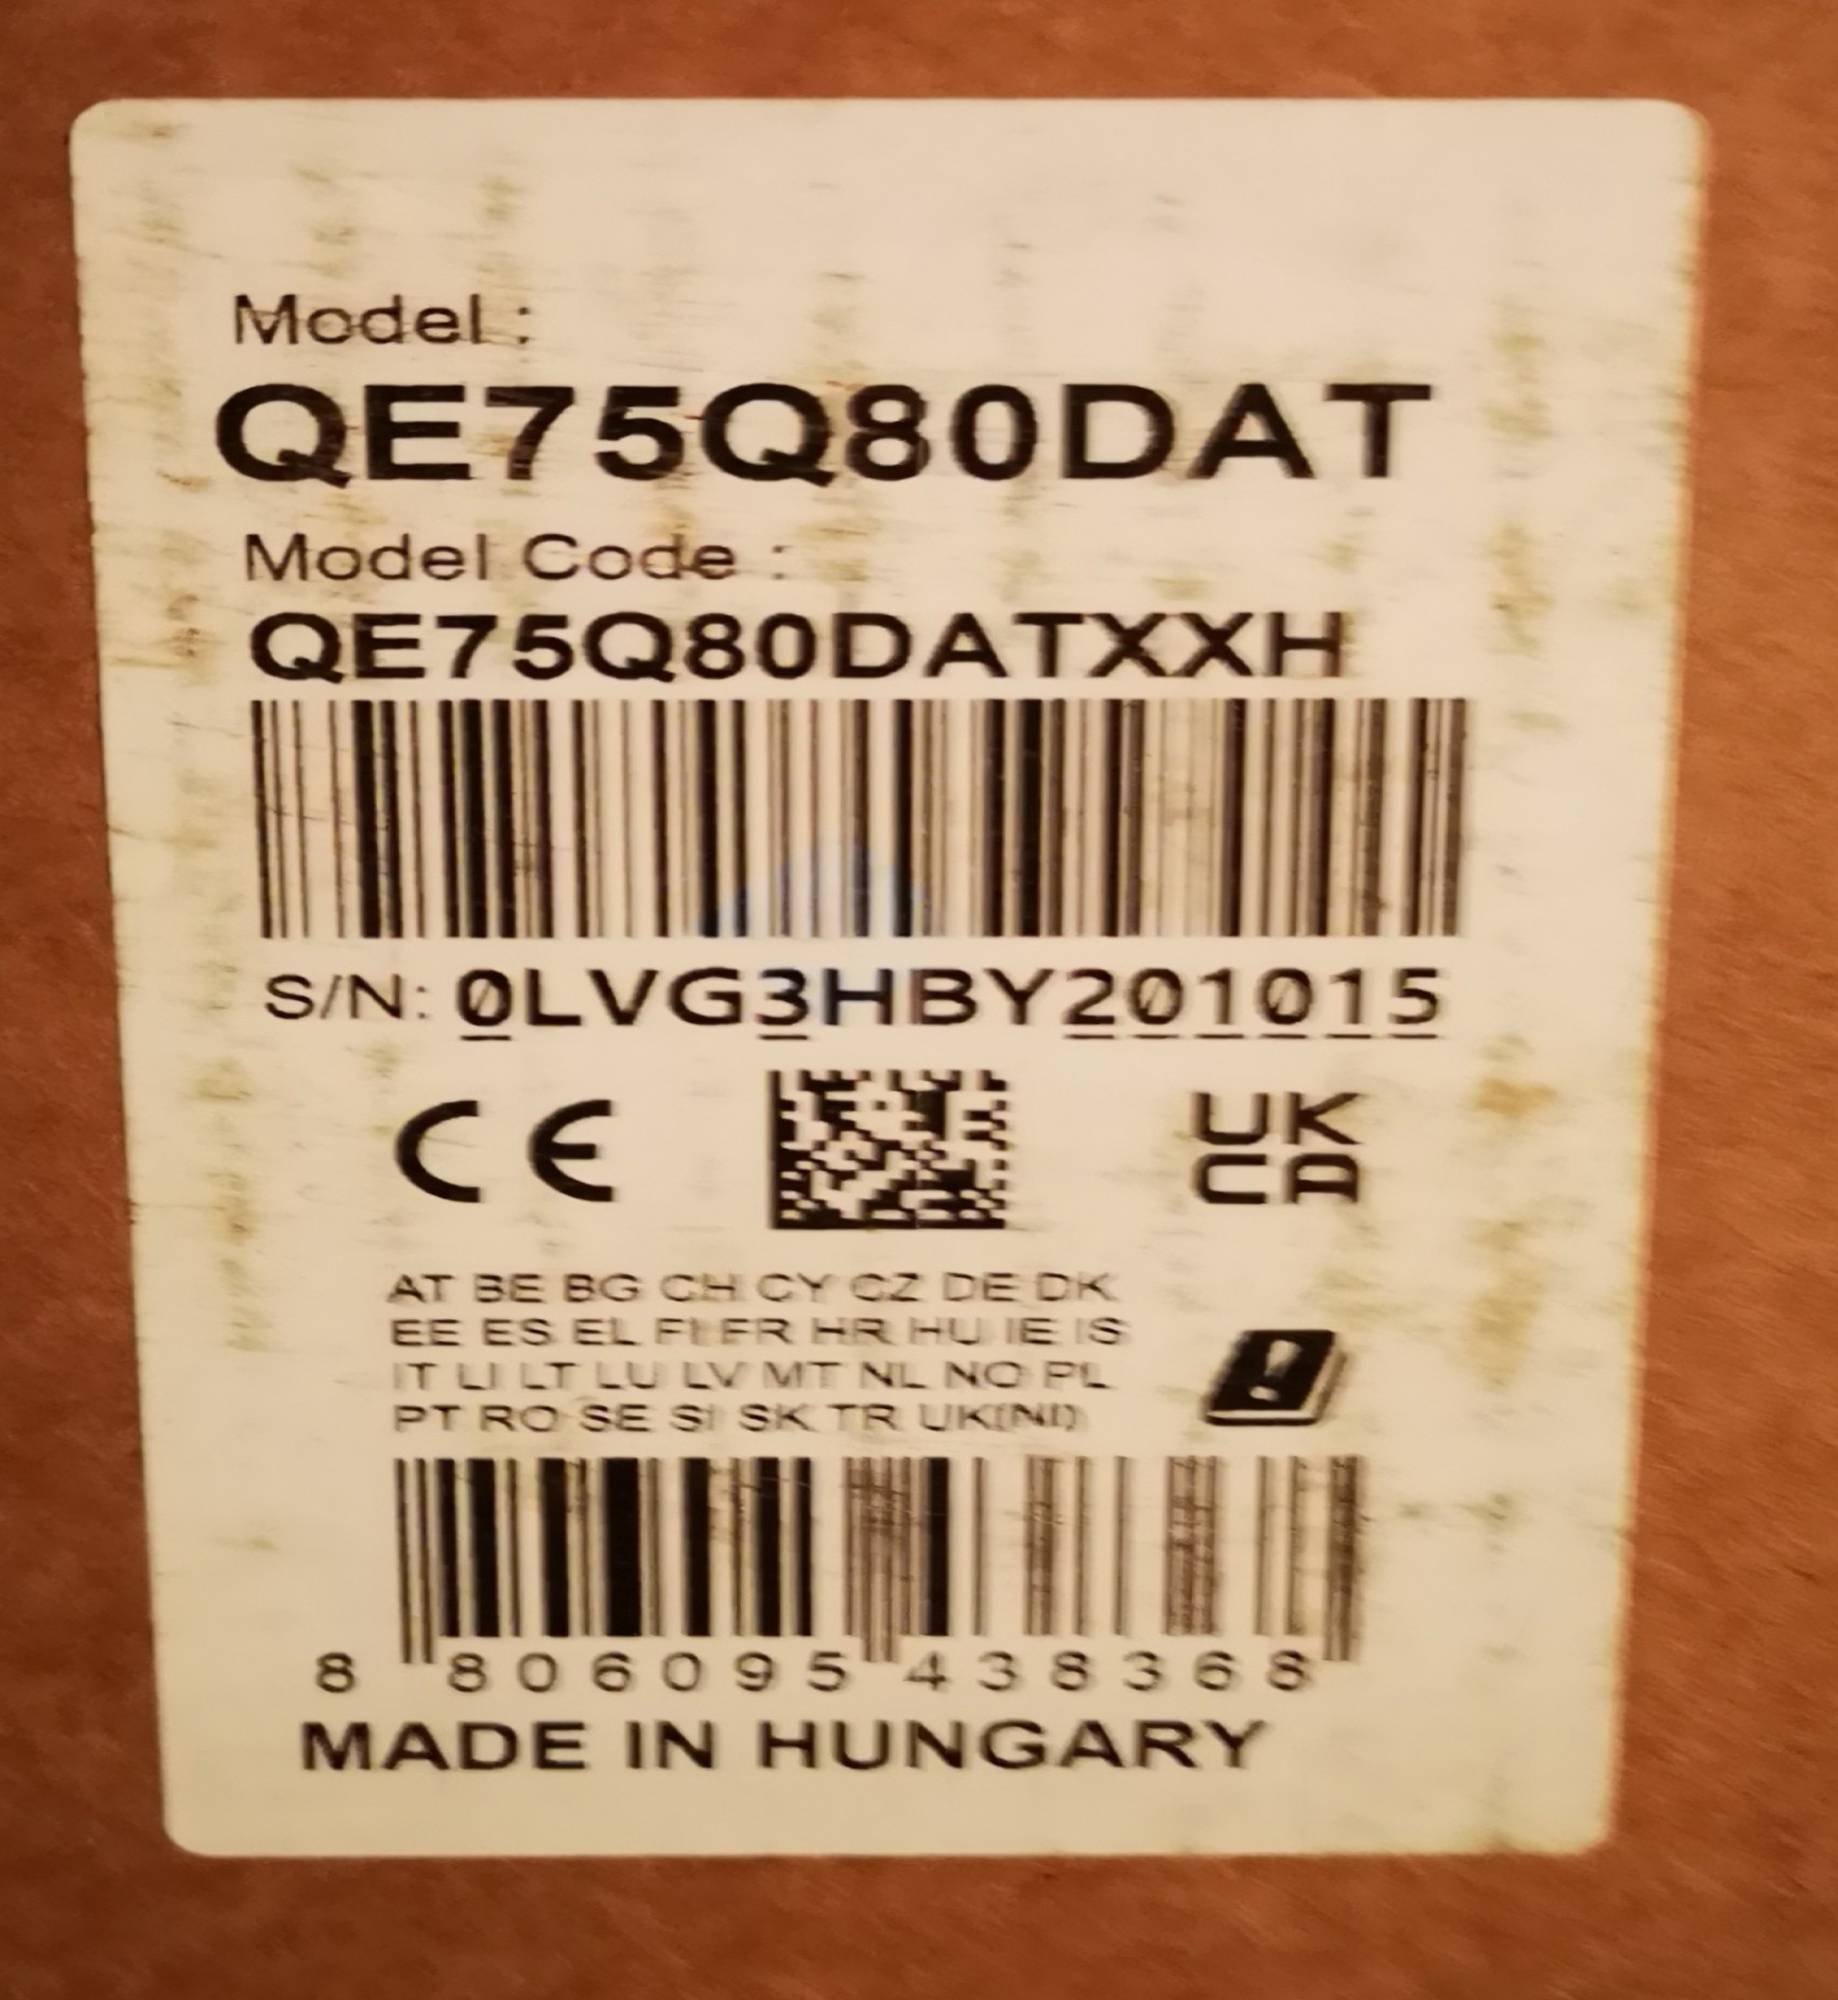 Model :
QE75Q80DAT
Model Code :
QE75Q80DATXXH
S/N: 0LVG3HBY201015
CE
UK
CA
AT BE BG CH CY CZ DE DK
EE ES EL FI FR HR HU IE IS
IT LI LT LU LV MT NL NO PL
PT RO SE SI SK TR UK(NI)
8 806095 438368
MADE IN HUNGARY